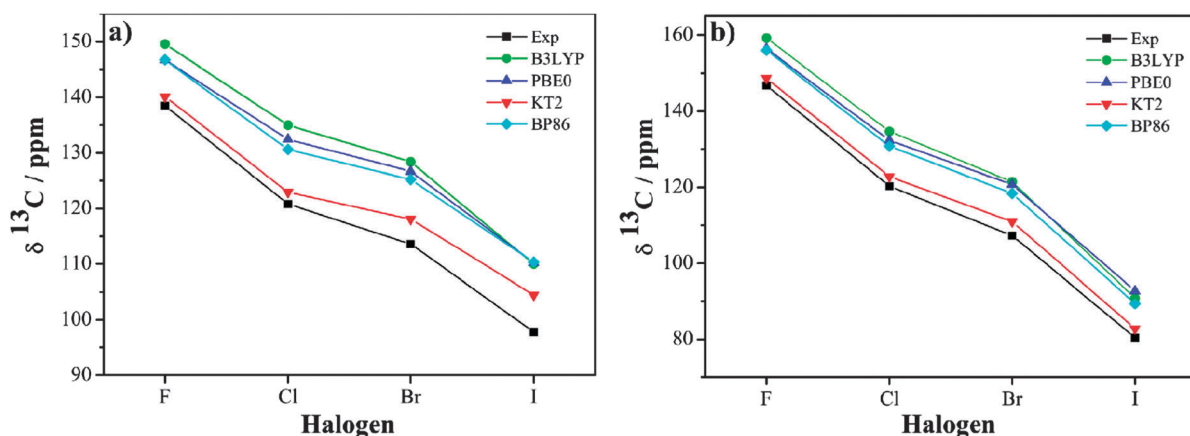 a)
Exp
B3LYP
PBE0
KT2
BP86
150
140
130
120
110
100
90
δ ¹³C / ppm
F Cl Br I
Halogen
b)
Exp
B3LYP
PBE0
KT2
BP86
160
140
120
100
80
δ ¹³C / ppm
F Cl Br I
Halogen